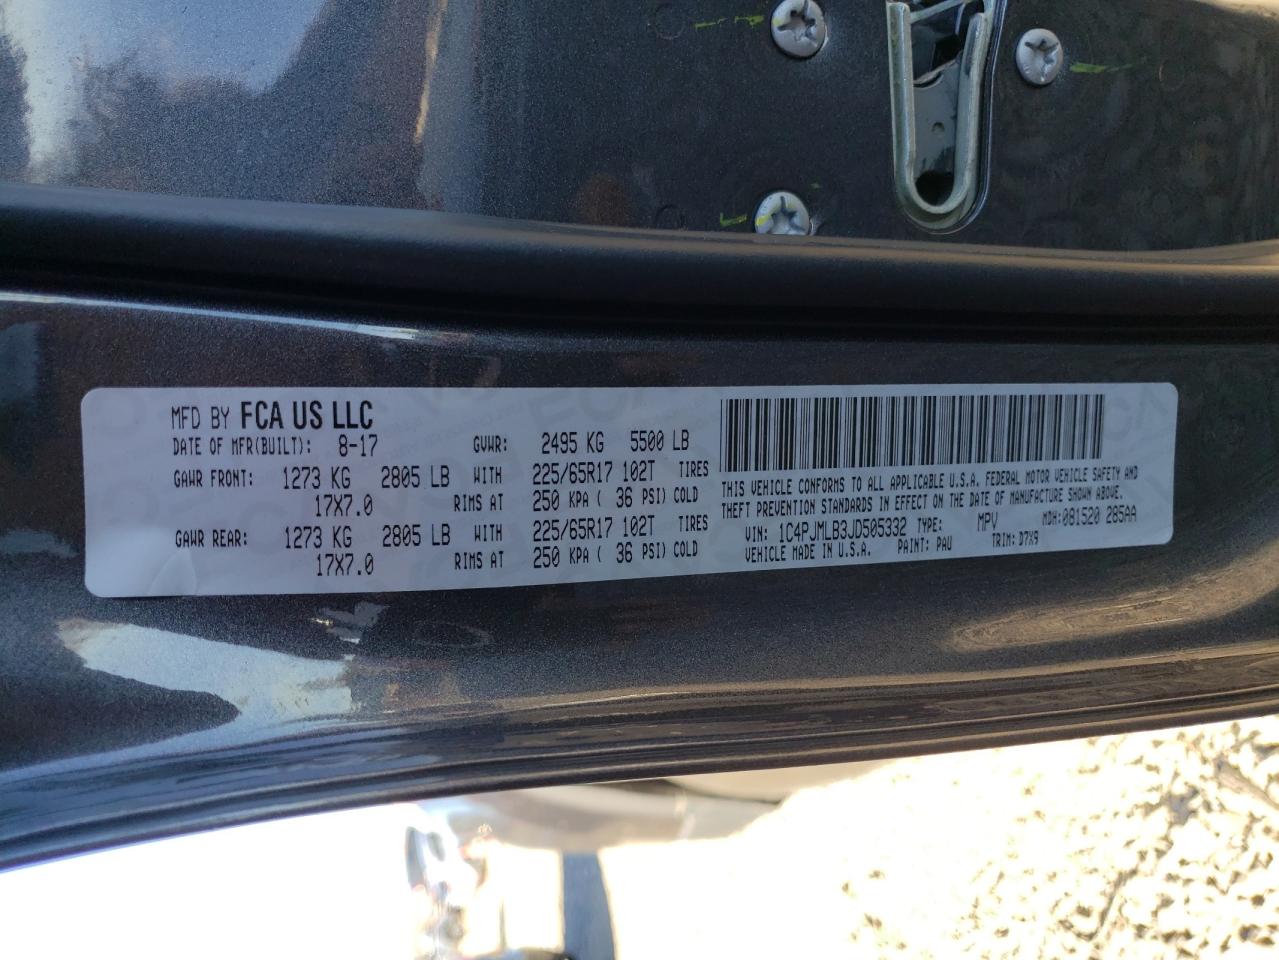 MFD BY FCA US LLC
DATE OF MFR(BUILT): 8-17 GVWR: 2495 KG 5500 LB
GAWR FRONT: 1273 KG 2805 LB WITH 225/65R17 102T TIRES
17X7.0 RIMS AT 250 KPA ( 36 PSI) COLD
GAWR REAR: 1273 KG 2805 LB WITH 225/65R17 102T TIRES
17X7.0 RIMS AT 250 KPA ( 36 PSI) COLD
THIS VEHICLE CONFORMS TO ALL APPLICABLE U.S.A. FEDERAL MOTOR VEHICLE SAFETY AND
THEFT PREVENTION STANDARDS IN EFFECT ON THE DATE OF MANUFACTURE SHOWN ABOVE.
VIN: 1C4PJMLB3JD505332 TYPE: MPV MDH:081520 285AA
VEHICLE MADE IN U.S.A. PAINT: PAU TRIM: D7X9